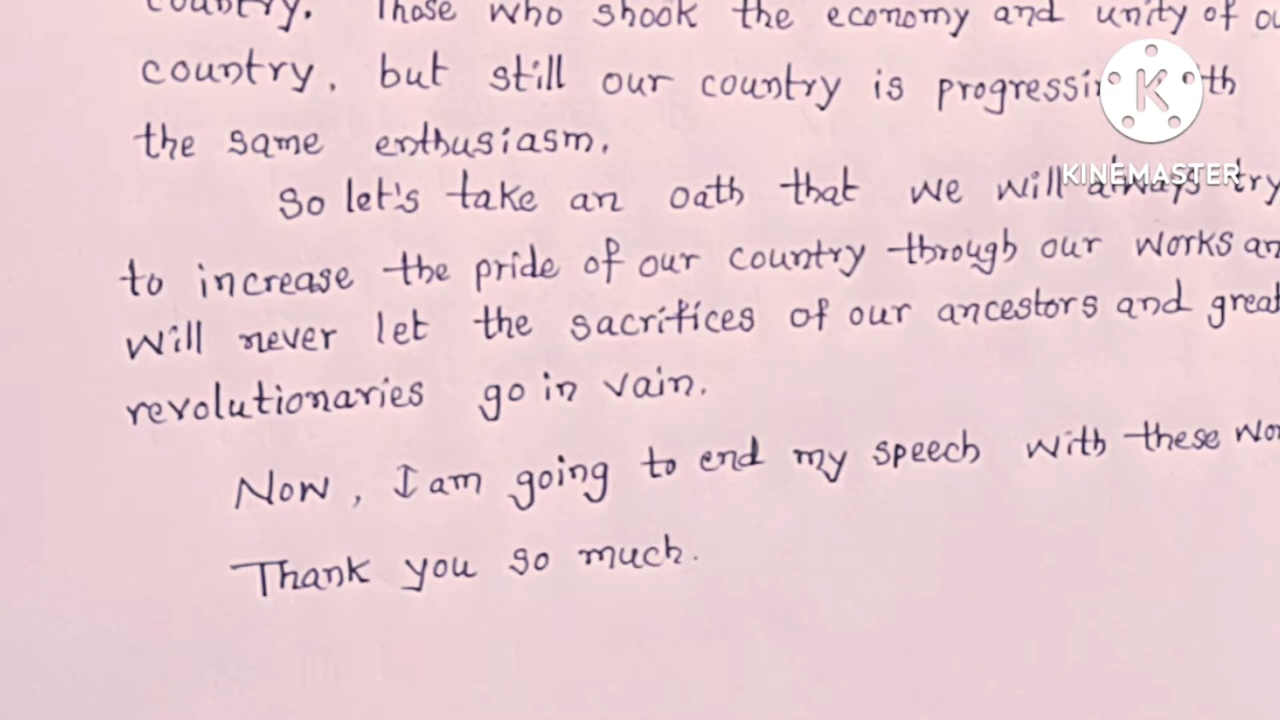 country. Those who shook the economy and unity of
country, but still our country is
the same enthusiasm.
So let's take an oath that we will always try
to increase the pride of our country through our works
will never let the sacrifices of our ancestors and great
revolutionaries go in vain.
Now, I am going to end my speech with these
Thank you so much.
K
KINEMASTER